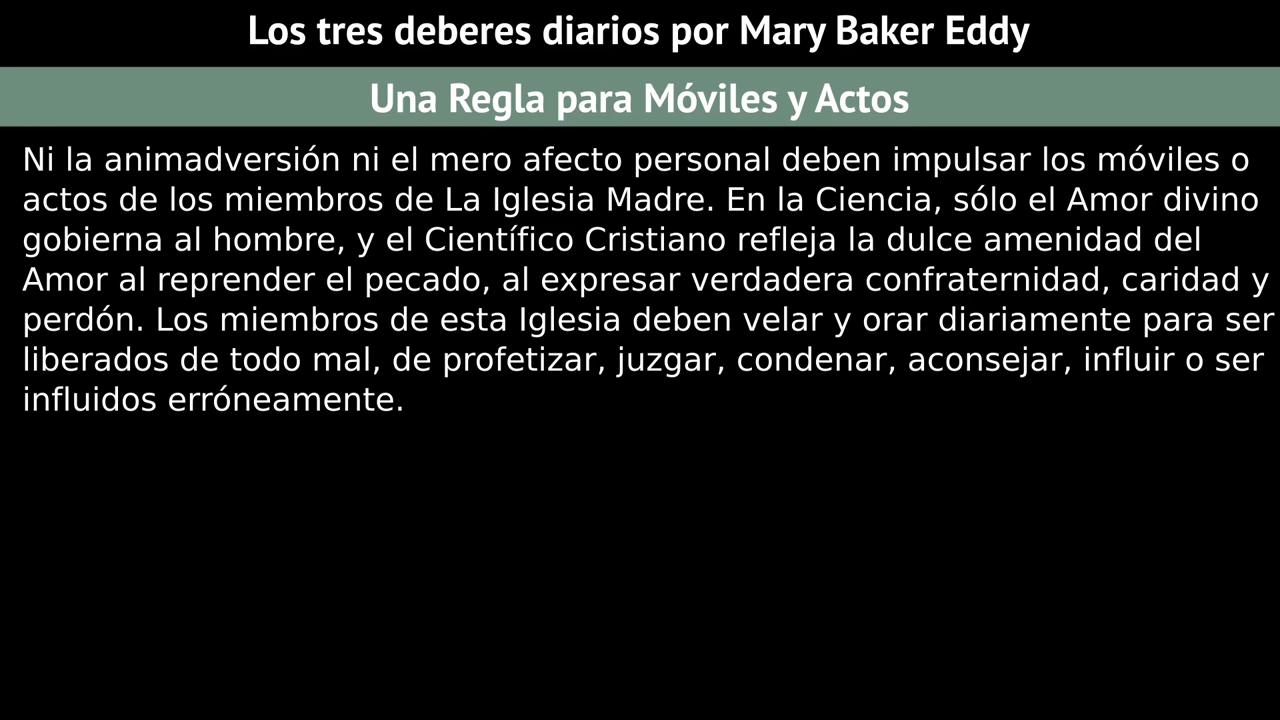 Los tres deberes diarios por Mary Baker Eddy
Una Regla para Móviles y Actos
Ni la animadversión ni el mero afecto personal deben impulsar los móviles o
actos de los miembros de La Iglesia Madre. En la Ciencia, sólo el Amor divino
gobierna al hombre, y el Científico Cristiano refleja la dulce amenidad del
Amor al reprender el pecado, al expresar verdadera confraternidad, caridad y
perdón. Los miembros de esta Iglesia deben velar y orar diariamente para ser
liberados de todo mal, de profetizar, juzgar, condenar, aconsejar, influir o ser
influidos erróneamente.